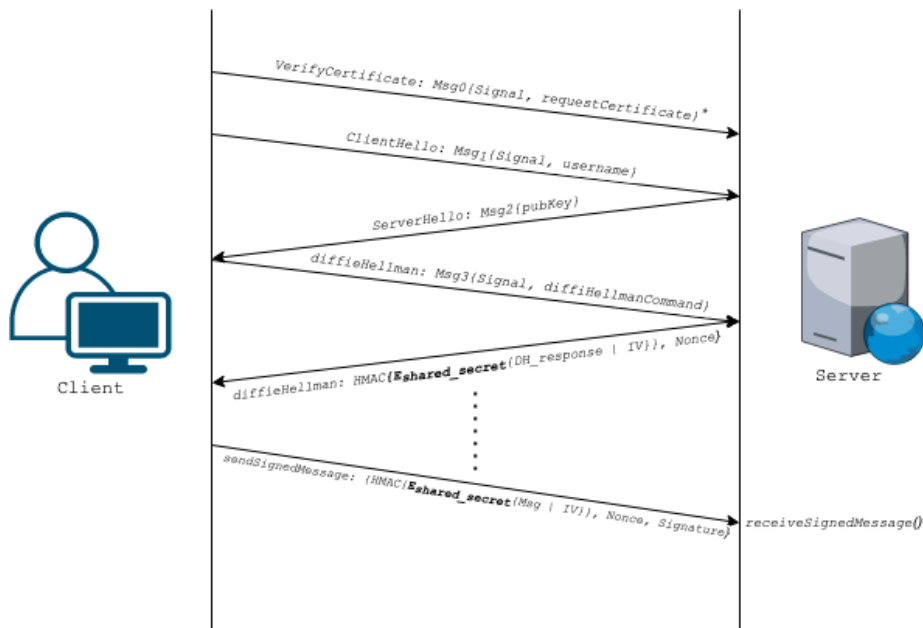 VerifyCertificate: Msg0{Signal, requestCertificate}*
ClientHello: Msg1{Signal, username}
ServerHello: Msg2{pubKey}
diffieHellman: Msg3{Signal, diffiHellmanCommand}
diffieHellman: HMAC{Eshared_secret(DH_response | IV}), Nonce}
Client
Server
sendSignedMessage: {HMAC{Eshared_secret(Msg | IV}), Nonce, Signature}
receiveSignedMessage()